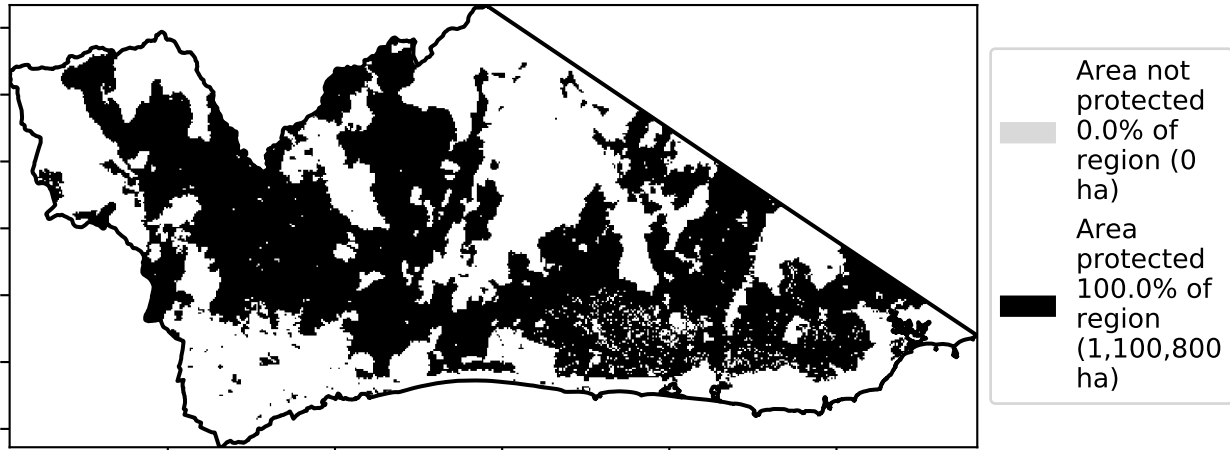 Area not
protected
0.0% of
region (0
ha)
Area
protected
100.0% of
region
(1,100,800
ha)